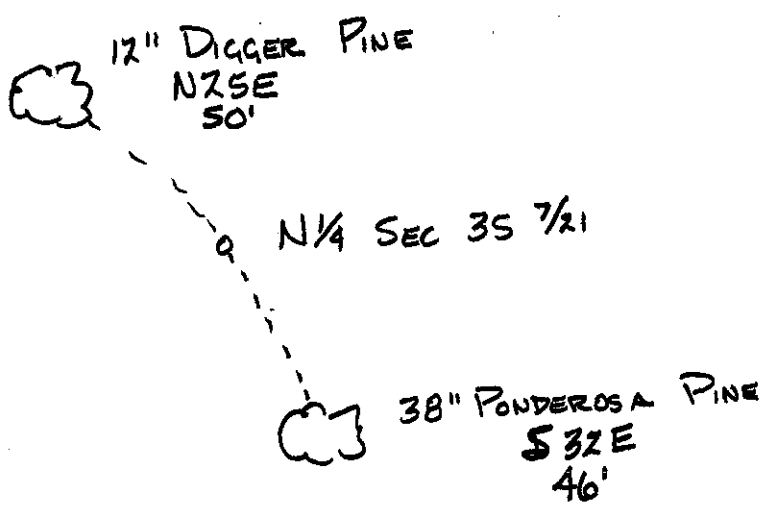 12" DIGGER PINE
N25E
50'
N1/4 SEC 35 7/21
38" PONDEROSA PINE
S32E
46'